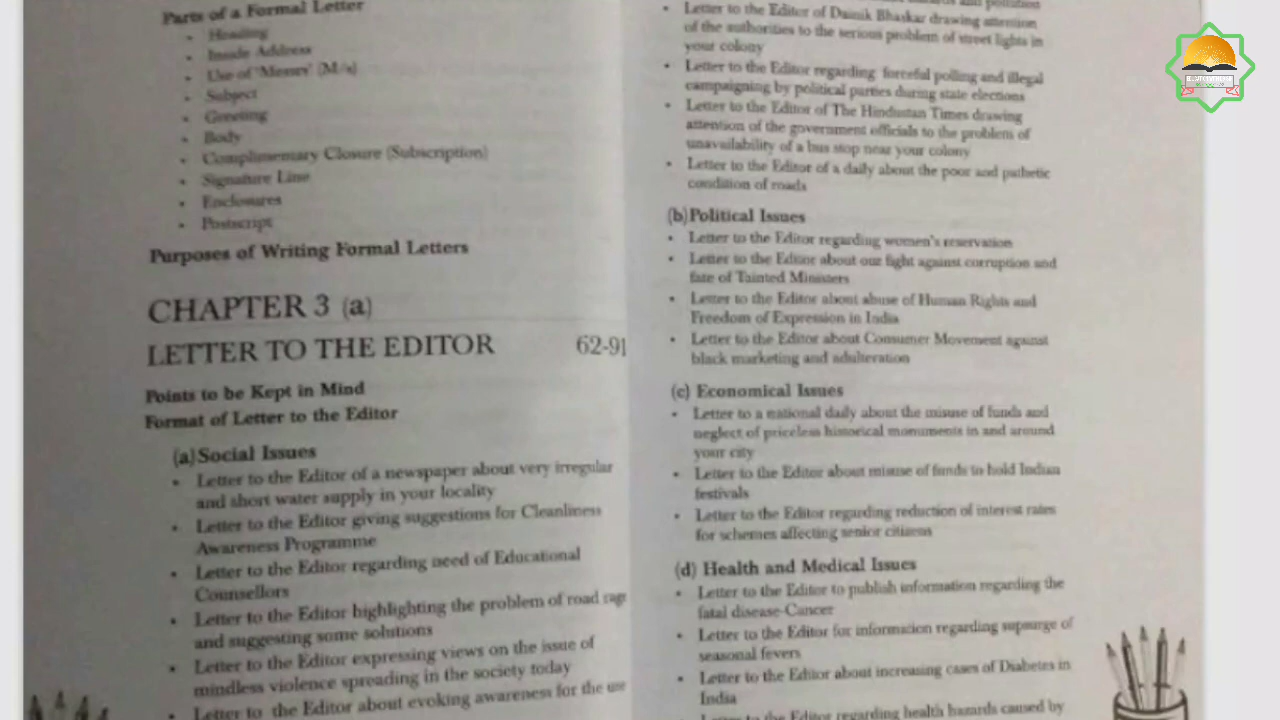 Parts of a Formal Letter
• Heading
• Inside Address
• Use of 'Messrs' (M/s)
• Subject
• Greeting
• Body
• Complimentary Closure (Subscription)
• Signature Line
• Enclosures
• Postscript
Purposes of Writing Formal Letters
CHAPTER 3 (a)
LETTER TO THE EDITOR 62-91
Points to be Kept in Mind
Format of Letter to the Editor
(a) Social Issues
• Letter to the Editor of a newspaper about very irregular
and short water supply in your locality
• Letter to the Editor giving suggestions for Cleanliness
Awareness Programme
• Letter to the Editor regarding need of Educational
Counsellors
• Letter to the Editor highlighting the problem of road rage
and suggesting some solutions
• Letter to the Editor expressing views on the issue of
mindless violence spreading in the society today
• Letter to the Editor about evoking awareness for the use
and pollution
• Letter to the Editor of Dainik Bhaskar drawing attention
of the authorities to the serious problem of street lights in
your colony
• Letter to the Editor regarding forceful polling and illegal
campaigning by political parties during state elections
• Letter to the Editor of The Hindustan Times drawing
attention of the government officials to the problem of
unavailability of a bus stop near your colony
• Letter to the Editor of a daily about the poor and pathetic
condition of roads
(b) Political Issues
• Letter to the Editor regarding women's reservation
• Letter to the Editor about our fight against corruption and
fate of Tainted Ministers
• Letter to the Editor about abuse of Human Rights and
Freedom of Expression in India
• Letter to the Editor about Consumer Movement against
black marketing and adulteration
(c) Economical Issues
• Letter to a national daily about the misuse of funds and
neglect of priceless historical monuments in and around
your city
• Letter to the Editor about misuse of funds to hold Indian
festivals
• Letter to the Editor regarding reduction of interest rates
for schemes affecting senior citizens
(d) Health and Medical Issues
• Letter to the Editor to publish information regarding the
fatal disease-Cancer
• Letter to the Editor for information regarding upsurge of
seasonal fevers
• Letter to the Editor about increasing cases of Diabetes in
India
• Letter to the Editor regarding health hazards caused by